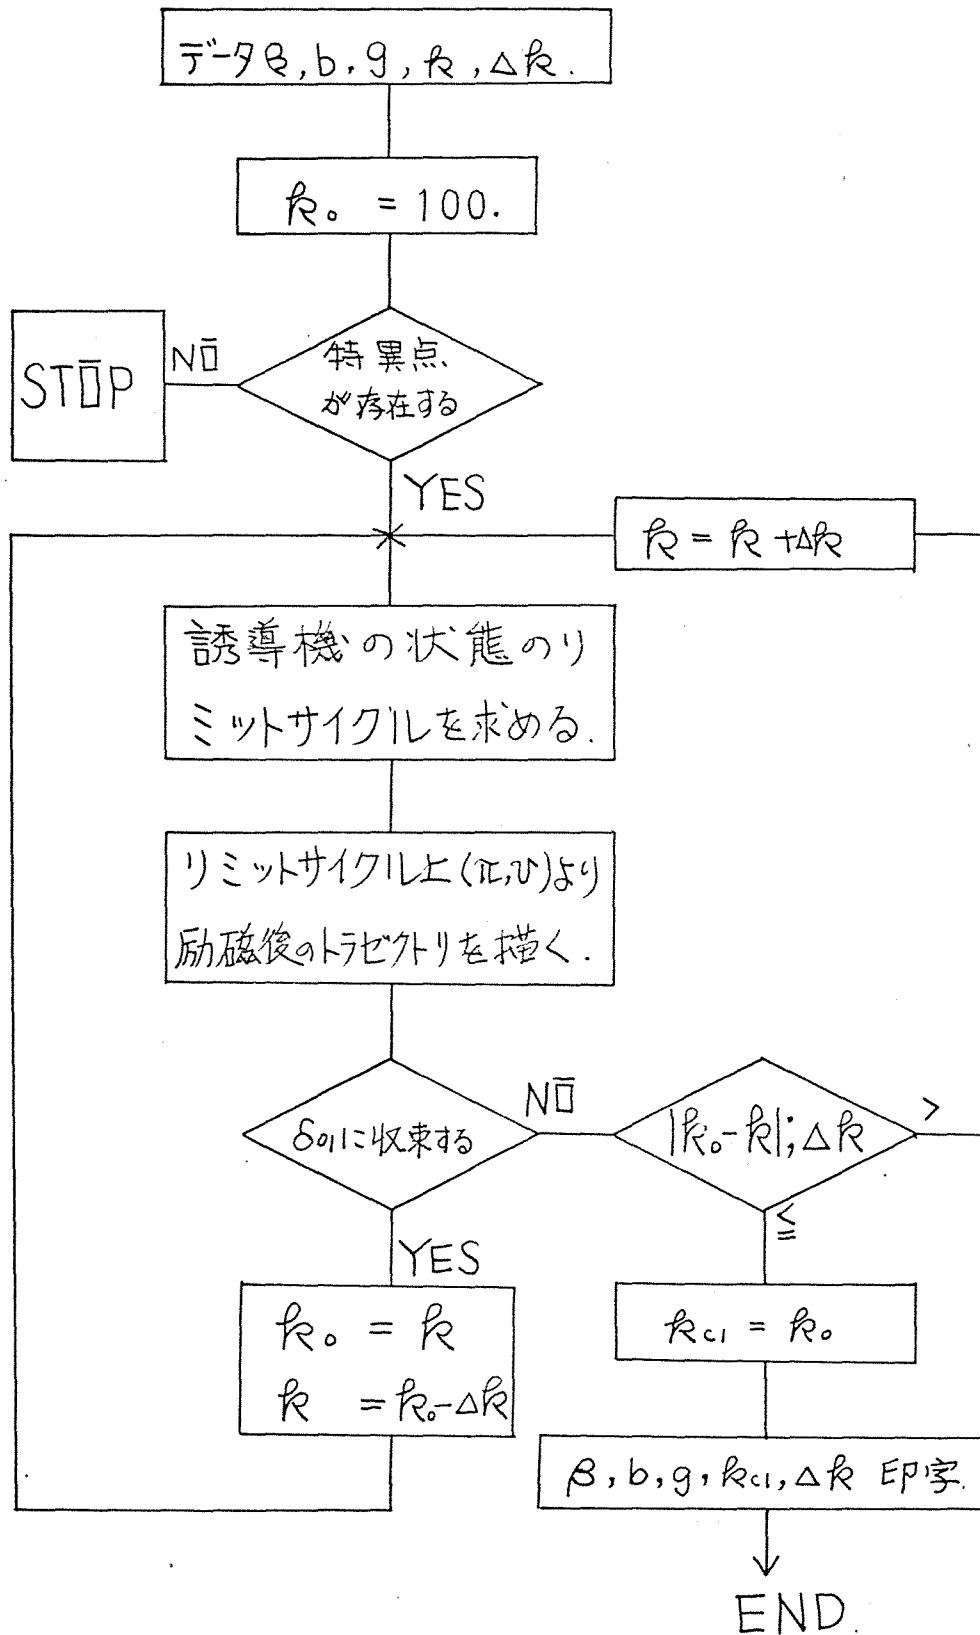 データβ, b, g, k, Δk.
k₀ = 100.
特異点
が存在する
NO
STOP
YES
k = k + Δk
誘導機の状態のリ
ミットサイクルを求める.
リミットサイクル上(π, v)より
励磁後のトラゼクトリを描く.
δ₀₁に収束する
NO
|k₀-k|;Δk
>
≦
YES
k₀ = k
k = k₀-Δk
kc1 = k₀
β, b, g, kc1, Δk 印字.
END.